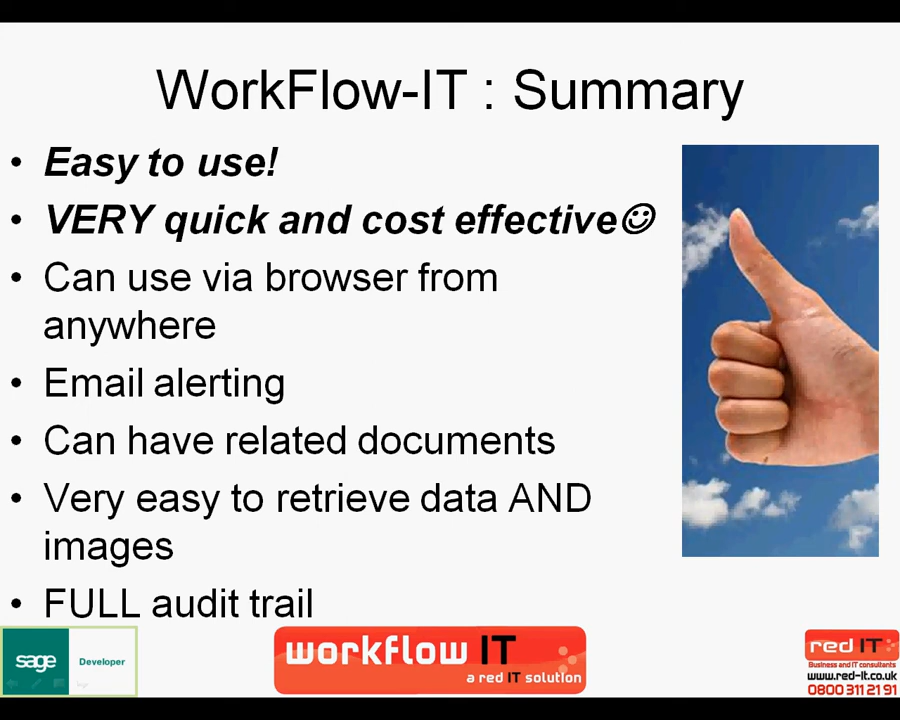 WorkFlow-IT : Summary
• Easy to use!
• VERY quick and cost effective☺
• Can use via browser from
anywhere
• Email alerting
• Can have related documents
• Very easy to retrieve data AND
images
• FULL audit trail
sage
Developer
workflow IT
a red IT solution
red IT
Business and IT consultants
www.red-it.co.uk
0800 311 21 91